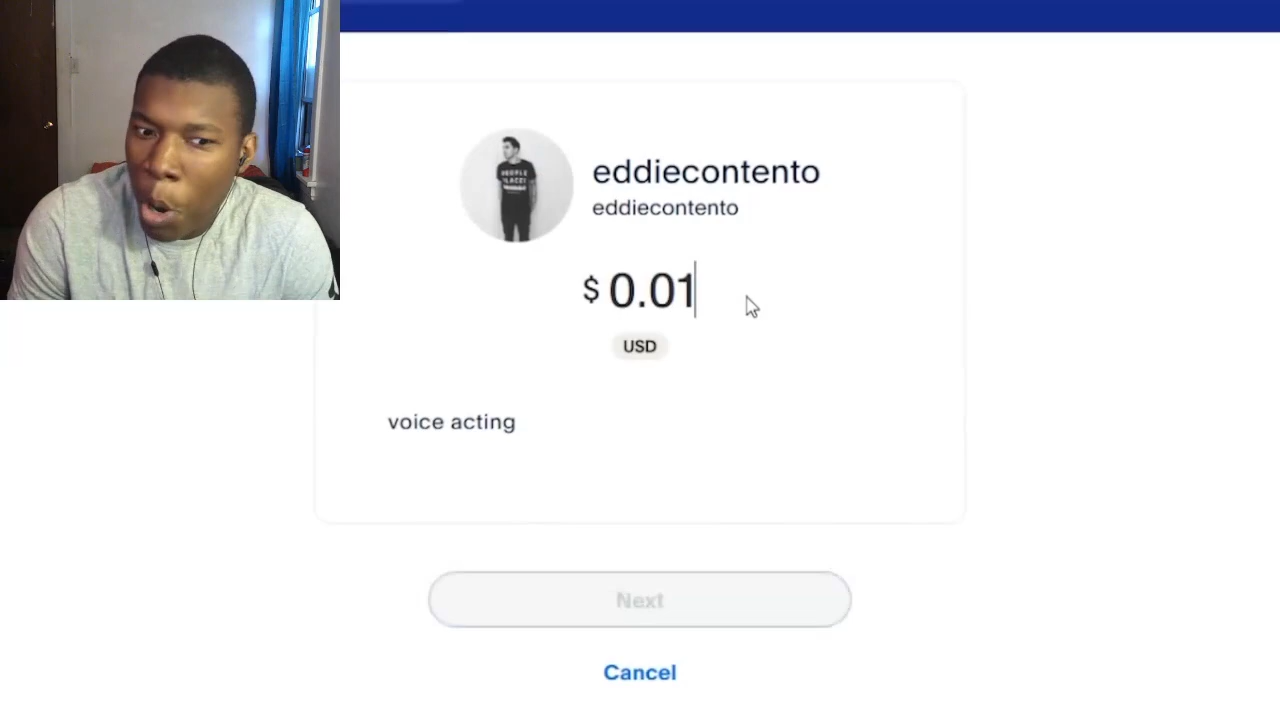 eddiecontento
eddiecontento
$ 0.01
USD
voice acting
Next
Cancel